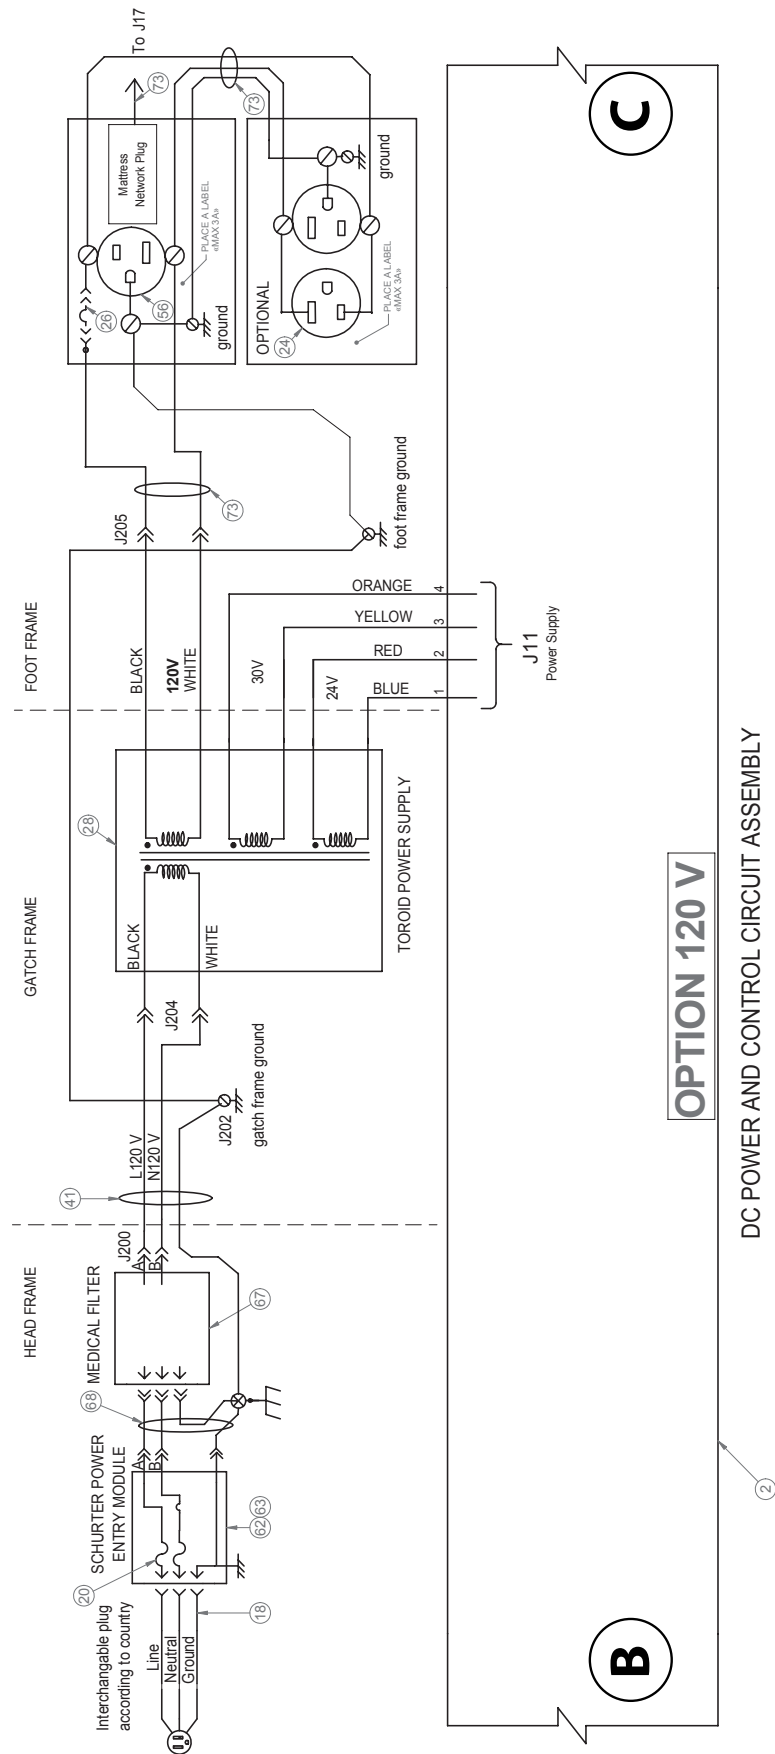 HEAD FRAME
GATCH FRAME
FOOT FRAME
Interchangable plug
according to country
Line
Neutral
Ground
18
20
SCHURTER POWER
ENTRY MODULE
62
63
A
B
68
MEDICAL FILTER
67
J200
A
B
41
L120 V
N120 V
J202
gatch frame ground
J204
BLACK
WHITE
28
TOROID POWER SUPPLY
BLACK
120V
WHITE
30V
24V
ORANGE
YELLOW
RED
BLUE
4
3
2
1
J11
Power Supply
J205
73
foot frame ground
26
56
Mattress
Network Plug
73
To J17
PLACE A LABEL
«MAX 3A»
ground
73
OPTIONAL
24
PLACE A LABEL
«MAX 3A»
ground
B
C
OPTION 120 V
2
DC POWER AND CONTROL CIRCUIT ASSEMBLY